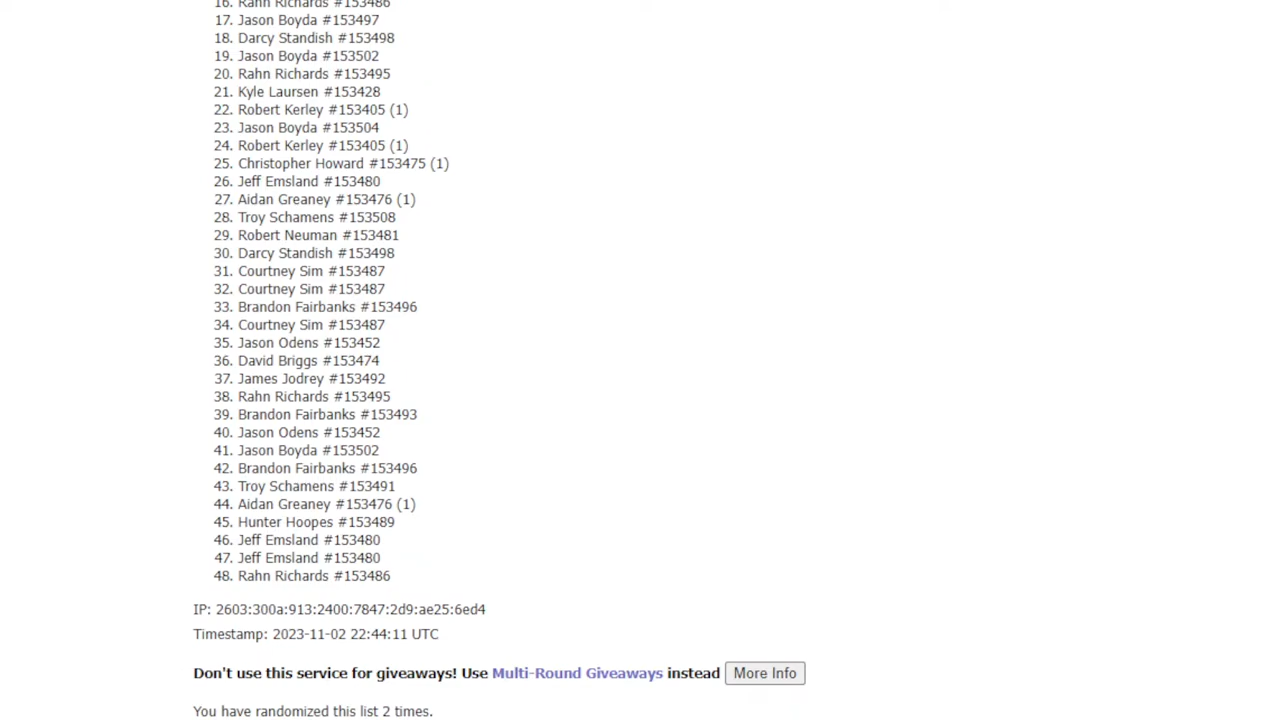 16. Rahn Richards #153486
17. Jason Boyda #153497
18. Darcy Standish #153498
19. Jason Boyda #153502
20. Rahn Richards #153495
21. Kyle Laursen #153428
22. Robert Kerley #153405 (1)
23. Jason Boyda #153504
24. Robert Kerley #153405 (1)
25. Christopher Howard #153475 (1)
26. Jeff Emsland #153480
27. Aidan Greaney #153476 (1)
28. Troy Schamens #153508
29. Robert Neuman #153481
30. Darcy Standish #153498
31. Courtney Sim #153487
32. Courtney Sim #153487
33. Brandon Fairbanks #153496
34. Courtney Sim #153487
35. Jason Odens #153452
36. David Briggs #153474
37. James Jodrey #153492
38. Rahn Richards #153495
39. Brandon Fairbanks #153493
40. Jason Odens #153452
41. Jason Boyda #153502
42. Brandon Fairbanks #153496
43. Troy Schamens #153491
44. Aidan Greaney #153476 (1)
45. Hunter Hoopes #153489
46. Jeff Emsland #153480
47. Jeff Emsland #153480
48. Rahn Richards #153486
IP: 2603:300a:913:2400:7847:2d9:ae25:6ed4
Timestamp: 2023-11-02 22:44:11 UTC
Don't use this service for giveaways! Use Multi-Round Giveaways instead More Info
You have randomized this list 2 times.